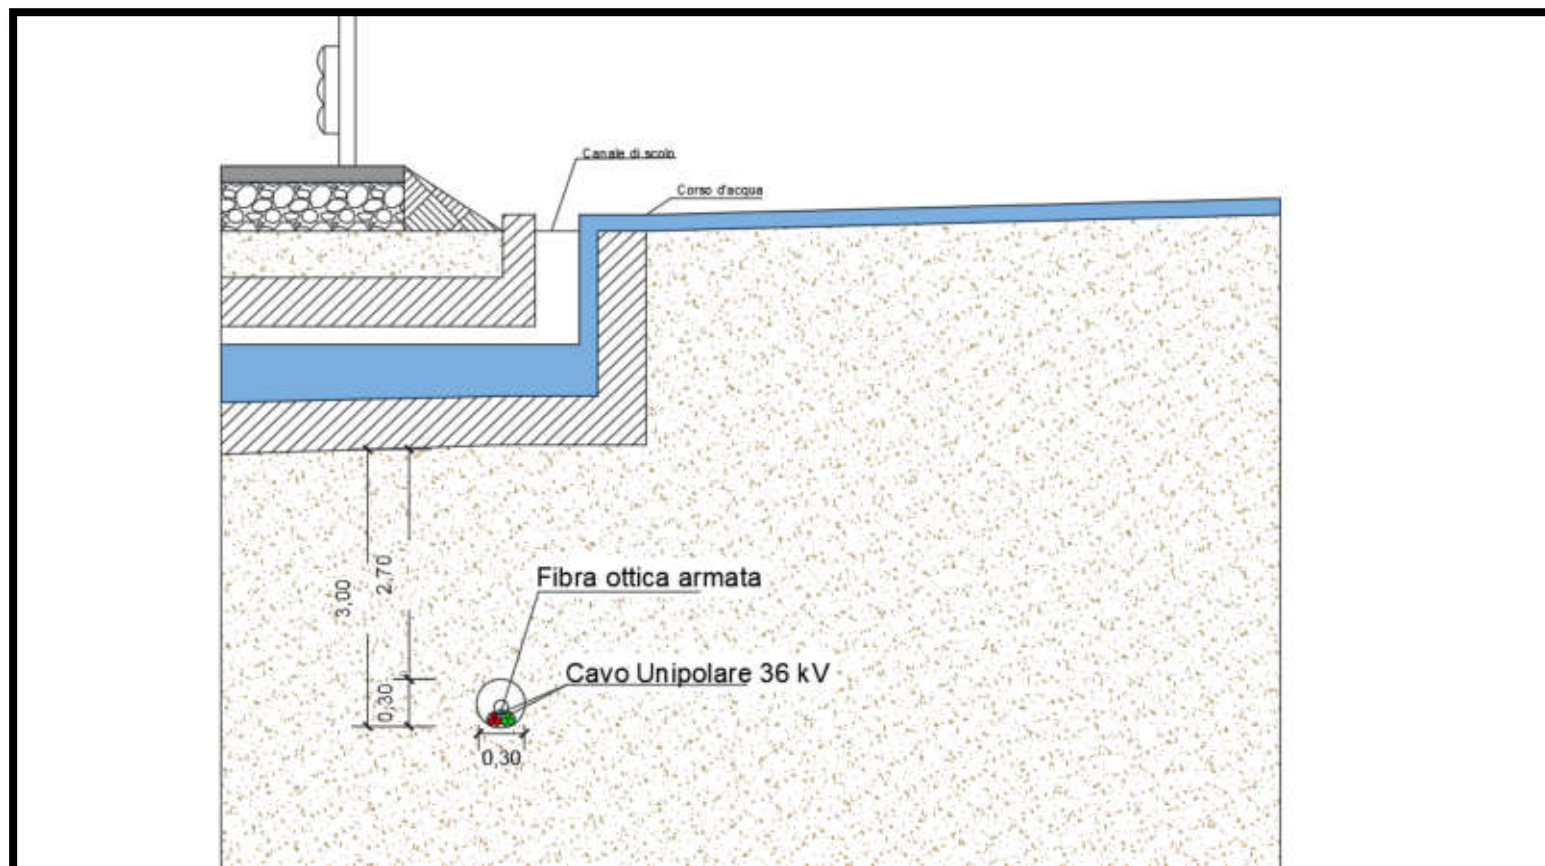 Canale di scolo
Corso d'acqua
Fibra ottica armata
2,70
3,00
Cavo Unipolare 36 kV
0,30
0,30